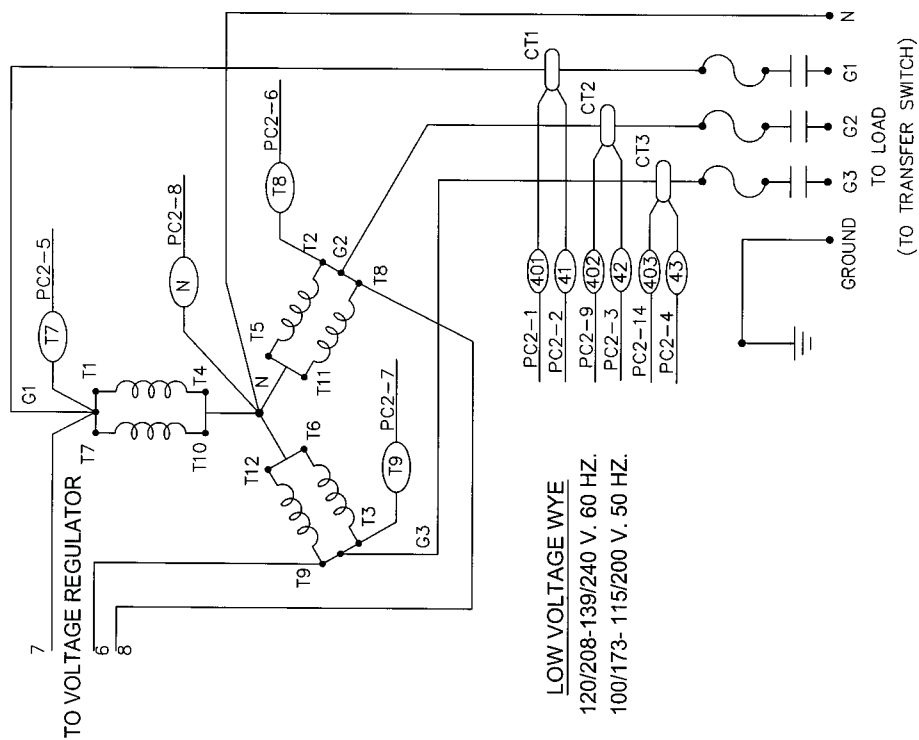 TO VOLTAGE REGULATOR
7
6
8
G1
T7
T1
T10
T4
T7
PC2-5
N
PC2-8
T8
PC2-6
N
T5
T2
G2
T11
T8
T12
T6
T9
T3
G3
T9
PC2-7
CT1
CT2
CT3
PC2-1
401
PC2-2
41
PC2-9
402
PC2-3
42
PC2-14
403
PC2-4
43
N
G1
G2
G3
GROUND
TO LOAD
(TO TRANSFER SWITCH)
LOW VOLTAGE WYE
120/208-139/240 V. 60 HZ.
100/173- 115/200 V. 50 HZ.